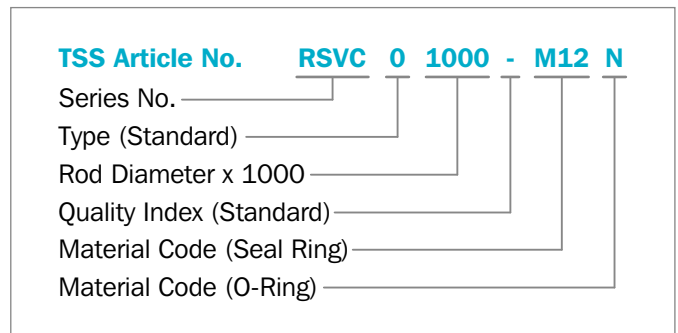 TSS Article No. RSVC 0 1000 - M12 N
Series No.
Type (Standard)
Rod Diameter x 1000
Quality Index (Standard)
Material Code (Seal Ring)
Material Code (O-Ring)